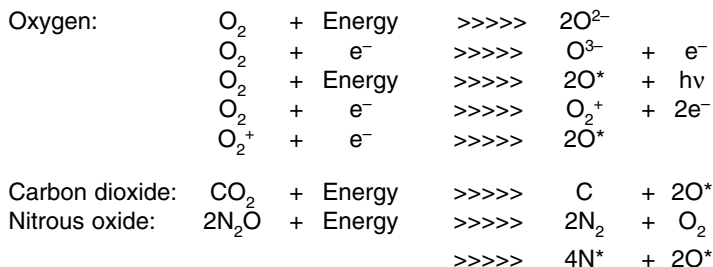 Oxygen: O₂ + Energy >>>>> 2O²⁻
O₂ + e⁻ >>>>> O³⁻ + e⁻
O₂ + Energy >>>>> 2O* + hν
O₂ + e⁻ >>>>> O₂⁺ + 2e⁻
O₂⁺ + e⁻ >>>>> 2O*
Carbon dioxide: CO₂ + Energy >>>>> C + 2O*
Nitrous oxide: 2N₂O + Energy >>>>> 2N₂ + O₂
>>>>> 4N* + 2O*